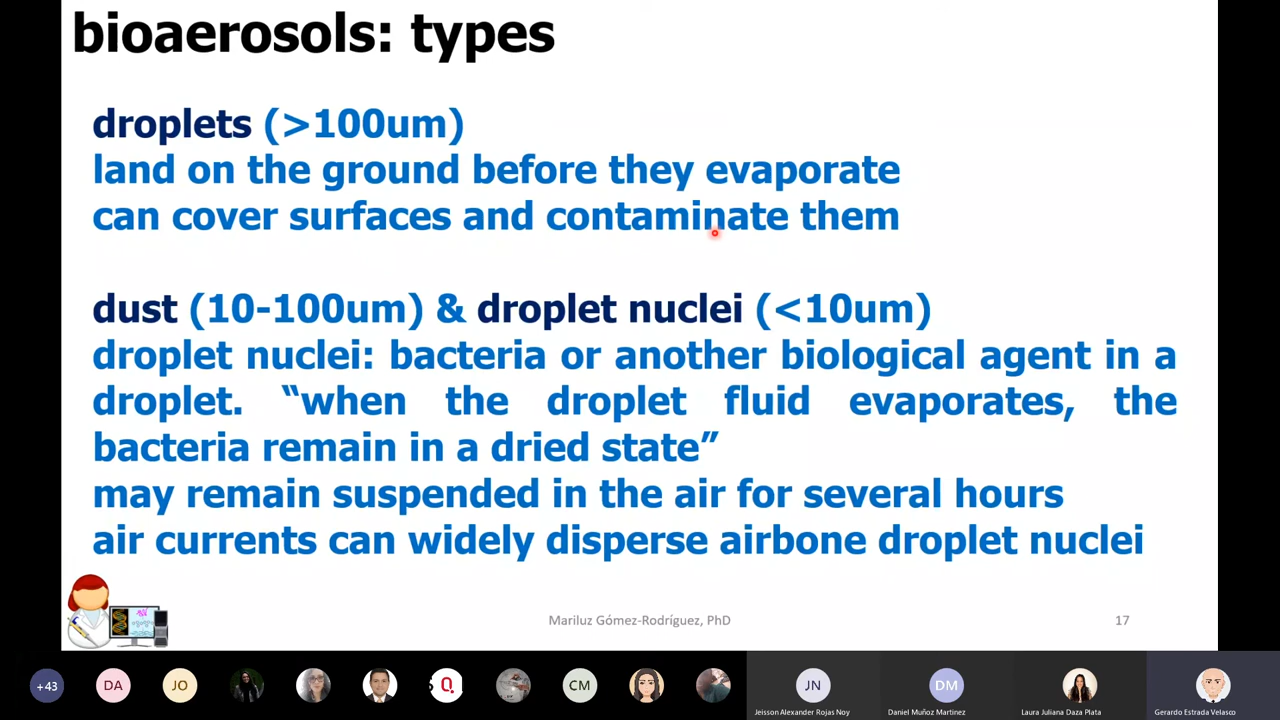 bioaerosols: types
droplets (>100um)
land on the ground before they evaporate
can cover surfaces and contaminate them
dust (10-100um) & droplet nuclei (<10um)
droplet nuclei: bacteria or another biological agent in a
droplet. “when the droplet fluid evaporates, the
bacteria remain in a dried state”
may remain suspended in the air for several hours
air currents can widely disperse airbone droplet nuclei
Mariluz Gómez-Rodríguez, PhD
17
+43
DA
JO
Q
CM
JN
DM
Jeisson Alexander Rojas Noy
Daniel Muñoz Martinez
Laura Juliana Daza Plata
Gerardo Estrada Velasco